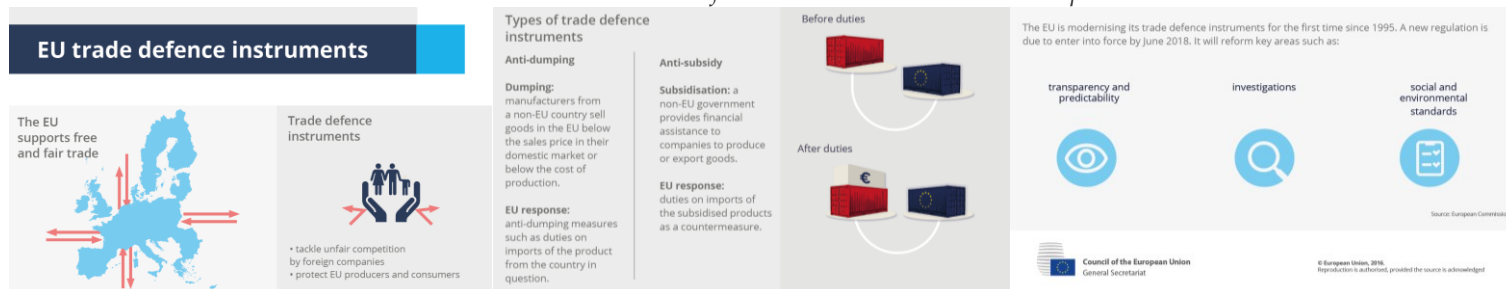 EU trade defence instruments
The EU
supports free
and fair trade
Trade defence
instruments
• tackle unfair competition
by foreign companies
• protect EU producers and consumers
Types of trade defence
instruments
Anti-dumping
Dumping:
manufacturers from
a non-EU country sell
goods in the EU below
the sales price in their
domestic market or
below the cost of
production.
EU response:
anti-dumping measures
such as duties on
imports of the product
from the country in
question.
Anti-subsidy
Subsidisation: a
non-EU government
provides financial
assistance to
companies to produce
or export goods.
EU response:
duties on imports of
the subsidised products
as a countermeasure.
Before duties
After duties
€
The EU is modernising its trade defence instruments for the first time since 1995. A new regulation is
due to enter into force by June 2018. It will reform key areas such as:
transparency and
predictability
investigations
social and
environmental
standards
Source: European Commissi
Council of the European Union
General Secretariat
© European Union, 2016.
Reproduction is authorised, provided the source is acknowledged